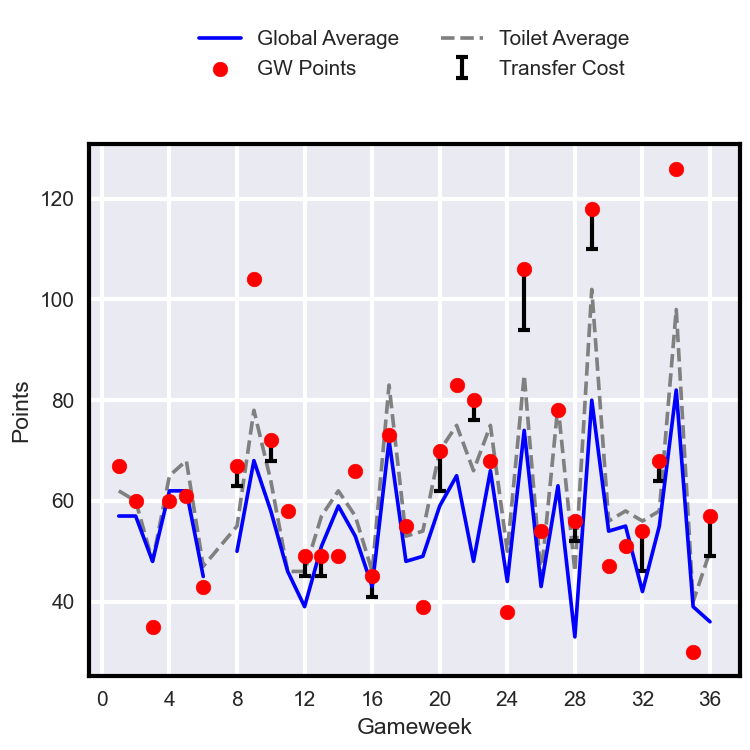 Global Average
Toilet Average
GW Points
Transfer Cost
120
100
80
60
40
Points
0 4 8 12 16 20 24 28 32 36
Gameweek